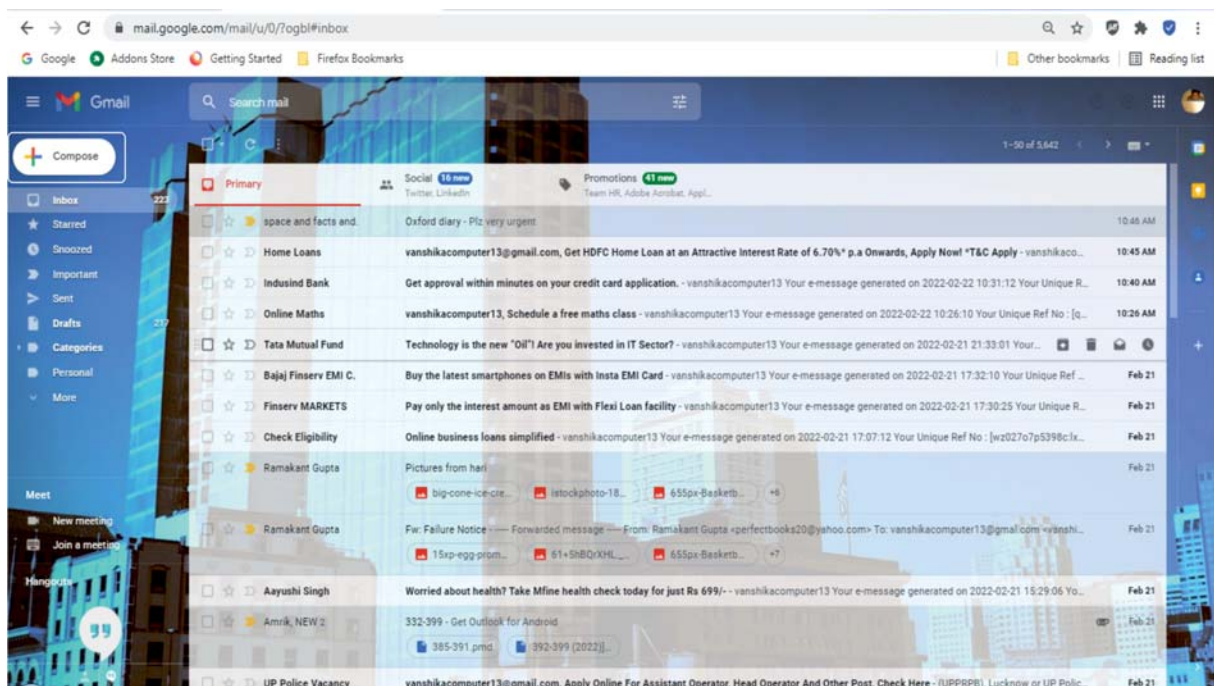 mail.google.com/mail/u/0/?ogbl#inbox
Google Addons Store Getting Started Firefox Bookmarks Other bookmarks Reading list
Gmail Search mail
Compose 1-50 of 5,642
Primary Social 16 new Promotions 41 new
Twitter, LinkedIn Team HR, Adobe Acrobat, Appl...
Inbox 223
Starred
Snoozed
Important
Sent
Drafts 217
Categories
Personal
More
space and facts and. Oxford diary - Plz very urgent 10:46 AM
Home Loans vanshikacomputer13@gmail.com, Get HDFC Home Loan at an Attractive Interest Rate of 6.70%* p.a Onwards, Apply Now! *T&C Apply - vanshikaco... 10:45 AM
Indusind Bank Get approval within minutes on your credit card application. - vanshikacomputer13 Your e-message generated on 2022-02-22 10:31:12 Your Unique R... 10:40 AM
Online Maths vanshikacomputer13, Schedule a free maths class - vanshikacomputer13 Your e-message generated on 2022-02-22 10:26:10 Your Unique Ref No : [q... 10:26 AM
Tata Mutual Fund Technology is the new "Oil"! Are you invested in IT Sector? - vanshikacomputer13 Your e-message generated on 2022-02-21 21:33:01 Your...
Bajaj Finserv EMI C. Buy the latest smartphones on EMIs with Insta EMI Card - vanshikacomputer13 Your e-message generated on 2022-02-21 17:32:10 Your Unique Ref ... Feb 21
Finserv MARKETS Pay only the interest amount as EMI with Flexi Loan facility - vanshikacomputer13 Your e-message generated on 2022-02-21 17:30:25 Your Unique R... Feb 21
Check Eligibility Online business loans simplified - vanshikacomputer13 Your e-message generated on 2022-02-21 17:07:12 Your Unique Ref No : [wz027o7p5398c:lx... Feb 21
Ramakant Gupta Pictures from hari Feb 21
big-cone-ice-cre... istockphoto-18... 655px-Basketb... +6
Ramakant Gupta Fw: Failure Notice - ---- Forwarded message ---- From: Ramakant Gupta <perfectbooks20@yahoo.com> To: vanshikacomputer13@gmail.com <vanshi... Feb 21
15xp-egg-prom... 61+5hBQrXHL._... 655px-Basketb... +7
Aayushi Singh Worried about health? Take Mfine health check today for just Rs 699/- - vanshikacomputer13 Your e-message generated on 2022-02-21 15:29:06 Yo... Feb 21
Amrik, NEW 2 332-399 - Get Outlook for Android Feb 21
385-391.pmd 392-399 (2022)]...
UP Police Vacancy vanshikacomputer13@gmail.com, Apply Online For Assistant Operator, Head Operator And Other Post, Check Here - (UPPRPB), Lucknow or UP Polic... Feb 21
Meet
New meeting
Join a meeting
Hangouts